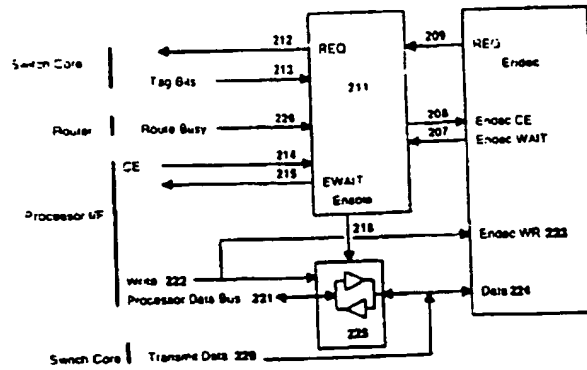 212 REQ 209 REQ
Switch Core Endec
Tag Bits 213
211
Router Route Busy 226 208 Endec CE
207 Endec WAIT
CE 214
215 EWAIT
Enable
Processor I/F
218
Endec WR 223
Write 222
Processor Data Bus 221 Data 224
225
Switch Core Transmit Data 220